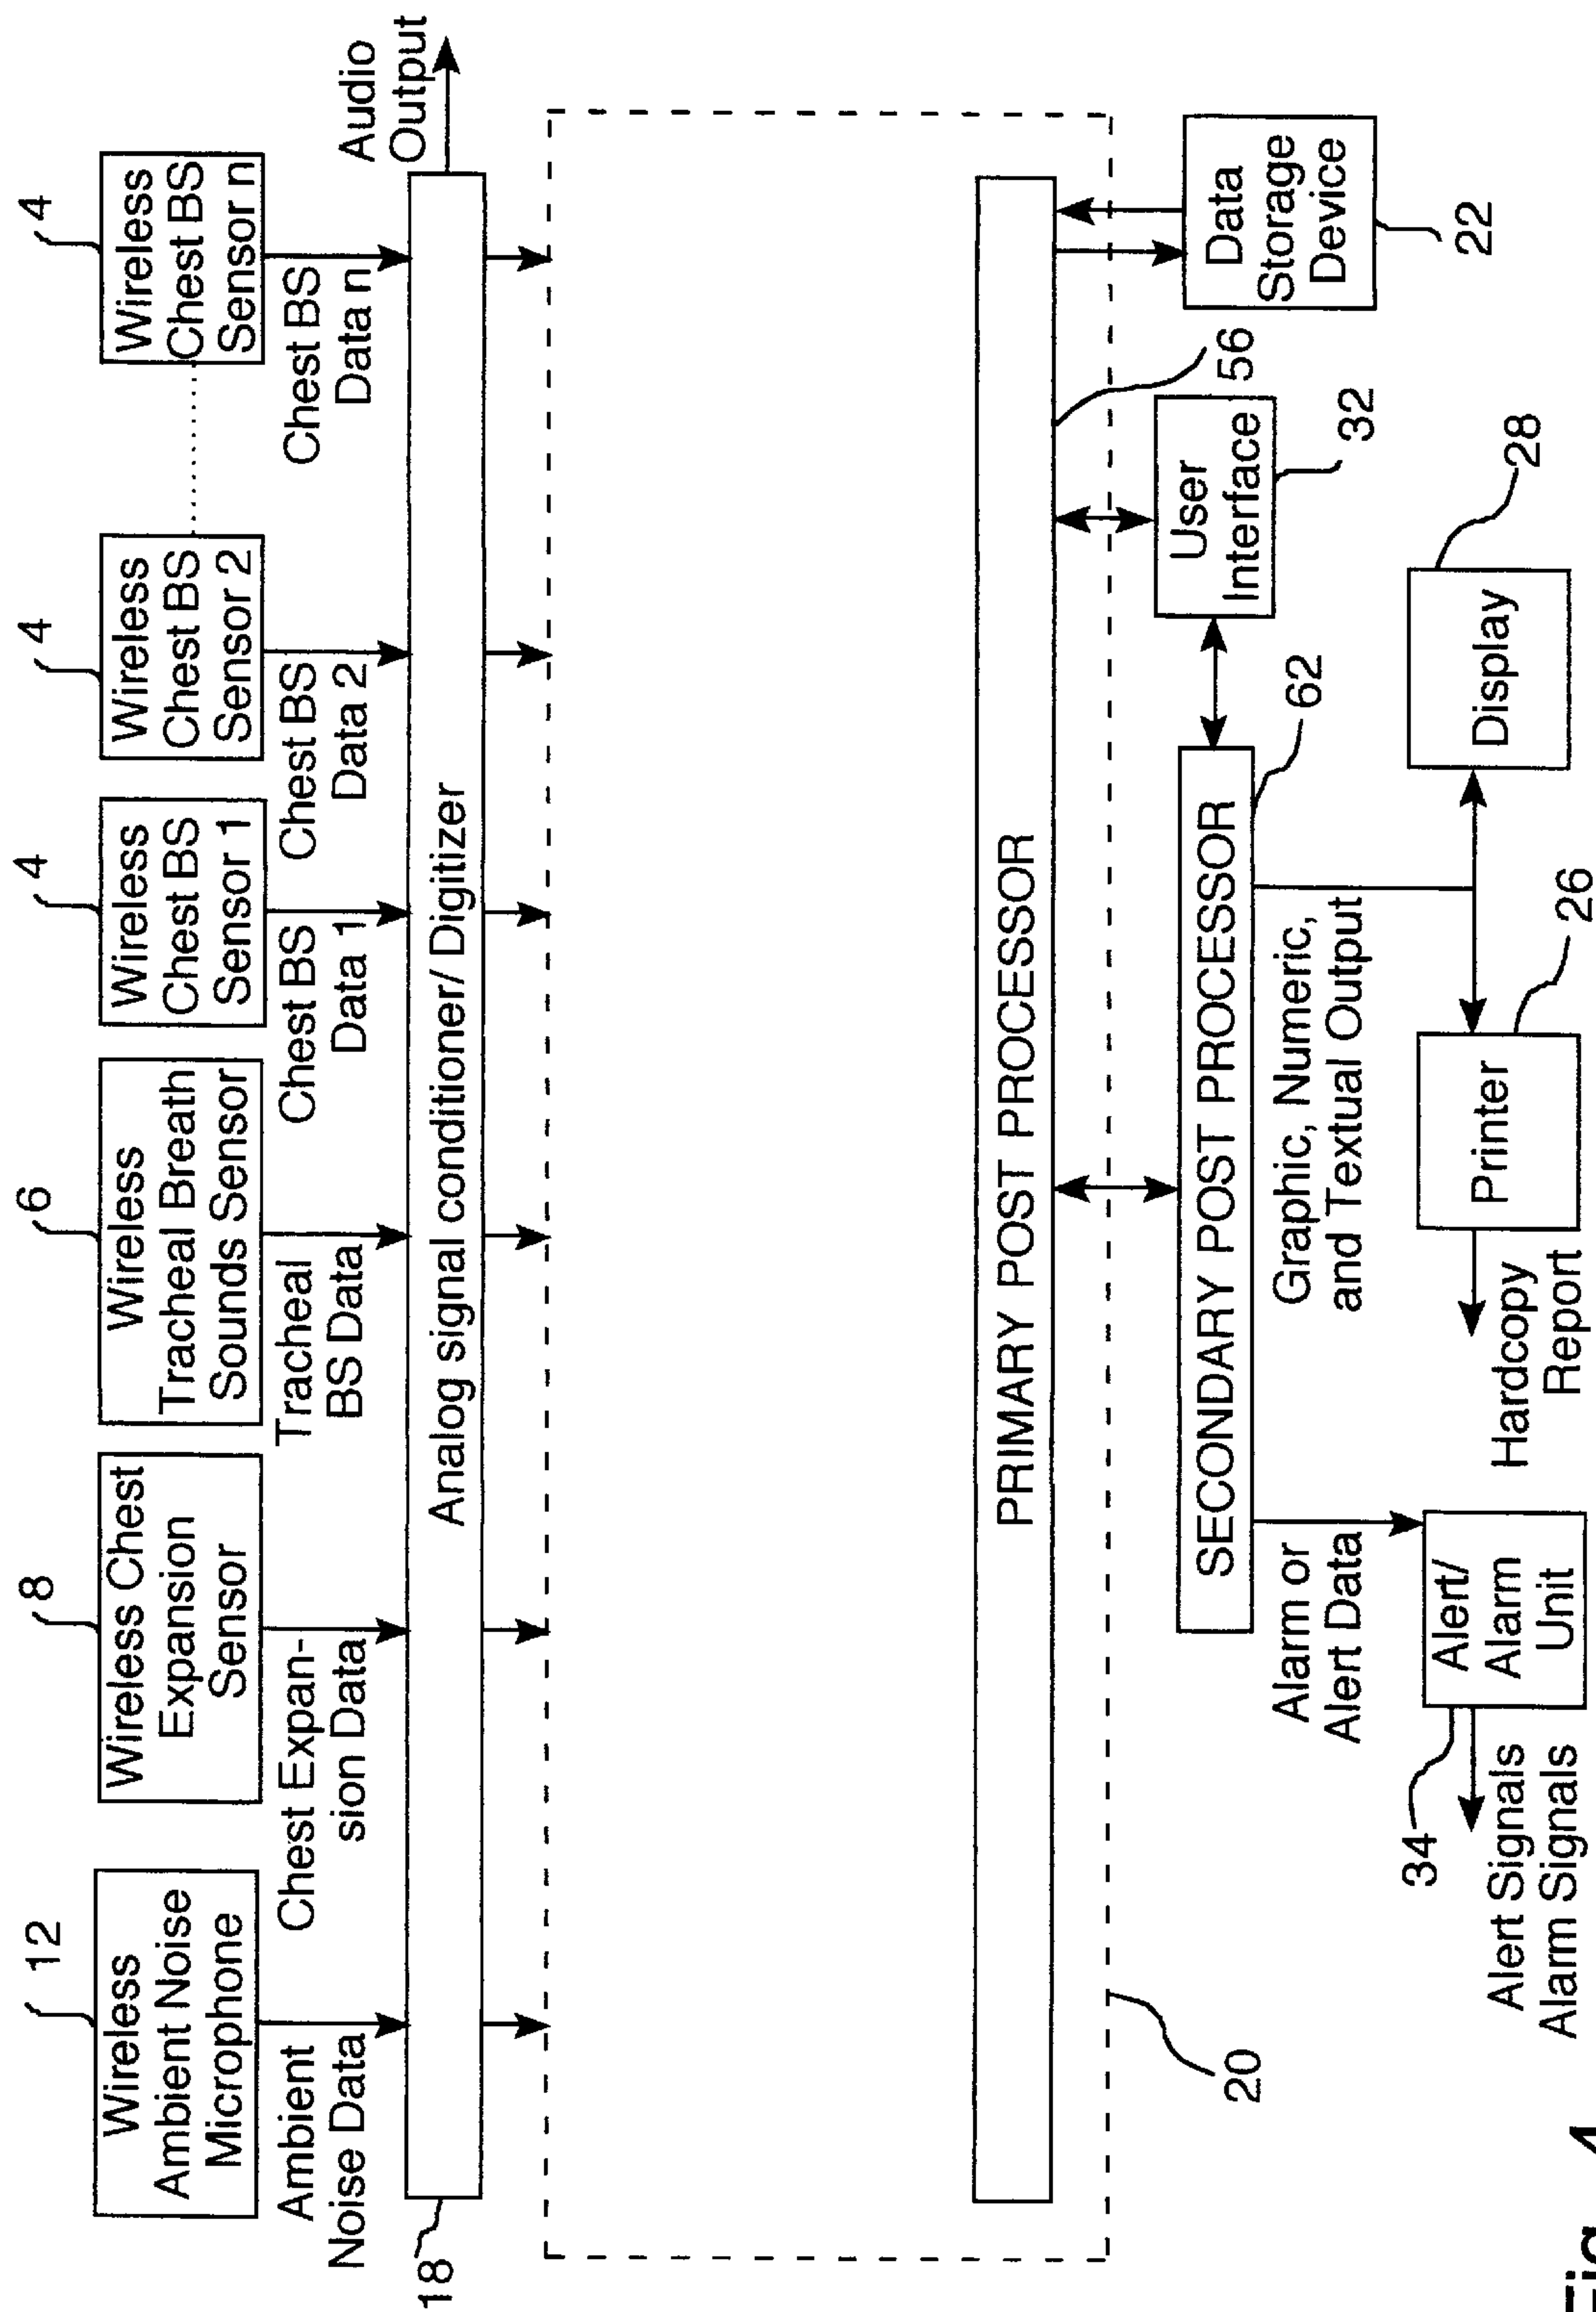 12
Wireless
Ambient Noise
Microphone
8
Wireless Chest
Expansion
Sensor
6
Wireless
Tracheal Breath
Sounds Sensor
4
Wireless
Chest BS
Sensor 1
4
Wireless
Chest BS
Sensor 2
4
Wireless
Chest BS
Sensor n
Ambient
Noise Data
Chest Expan-
sion Data
Tracheal
BS Data
Chest BS
Data 1
Chest BS
Data 2
Chest BS
Data n
Audio
Output
18
Analog signal conditioner/ Digitizer
PRIMARY POST PROCESSOR
56
20
SECONDARY POST PROCESSOR
62
User
Interface
32
Data
Storage
Device
22
Alarm or
Alert Data
Graphic, Numeric,
and Textual Output
34
Alert/
Alarm
Unit
Alert Signals
Alarm Signals
Printer
26
Hardcopy
Report
Display
28
Fig